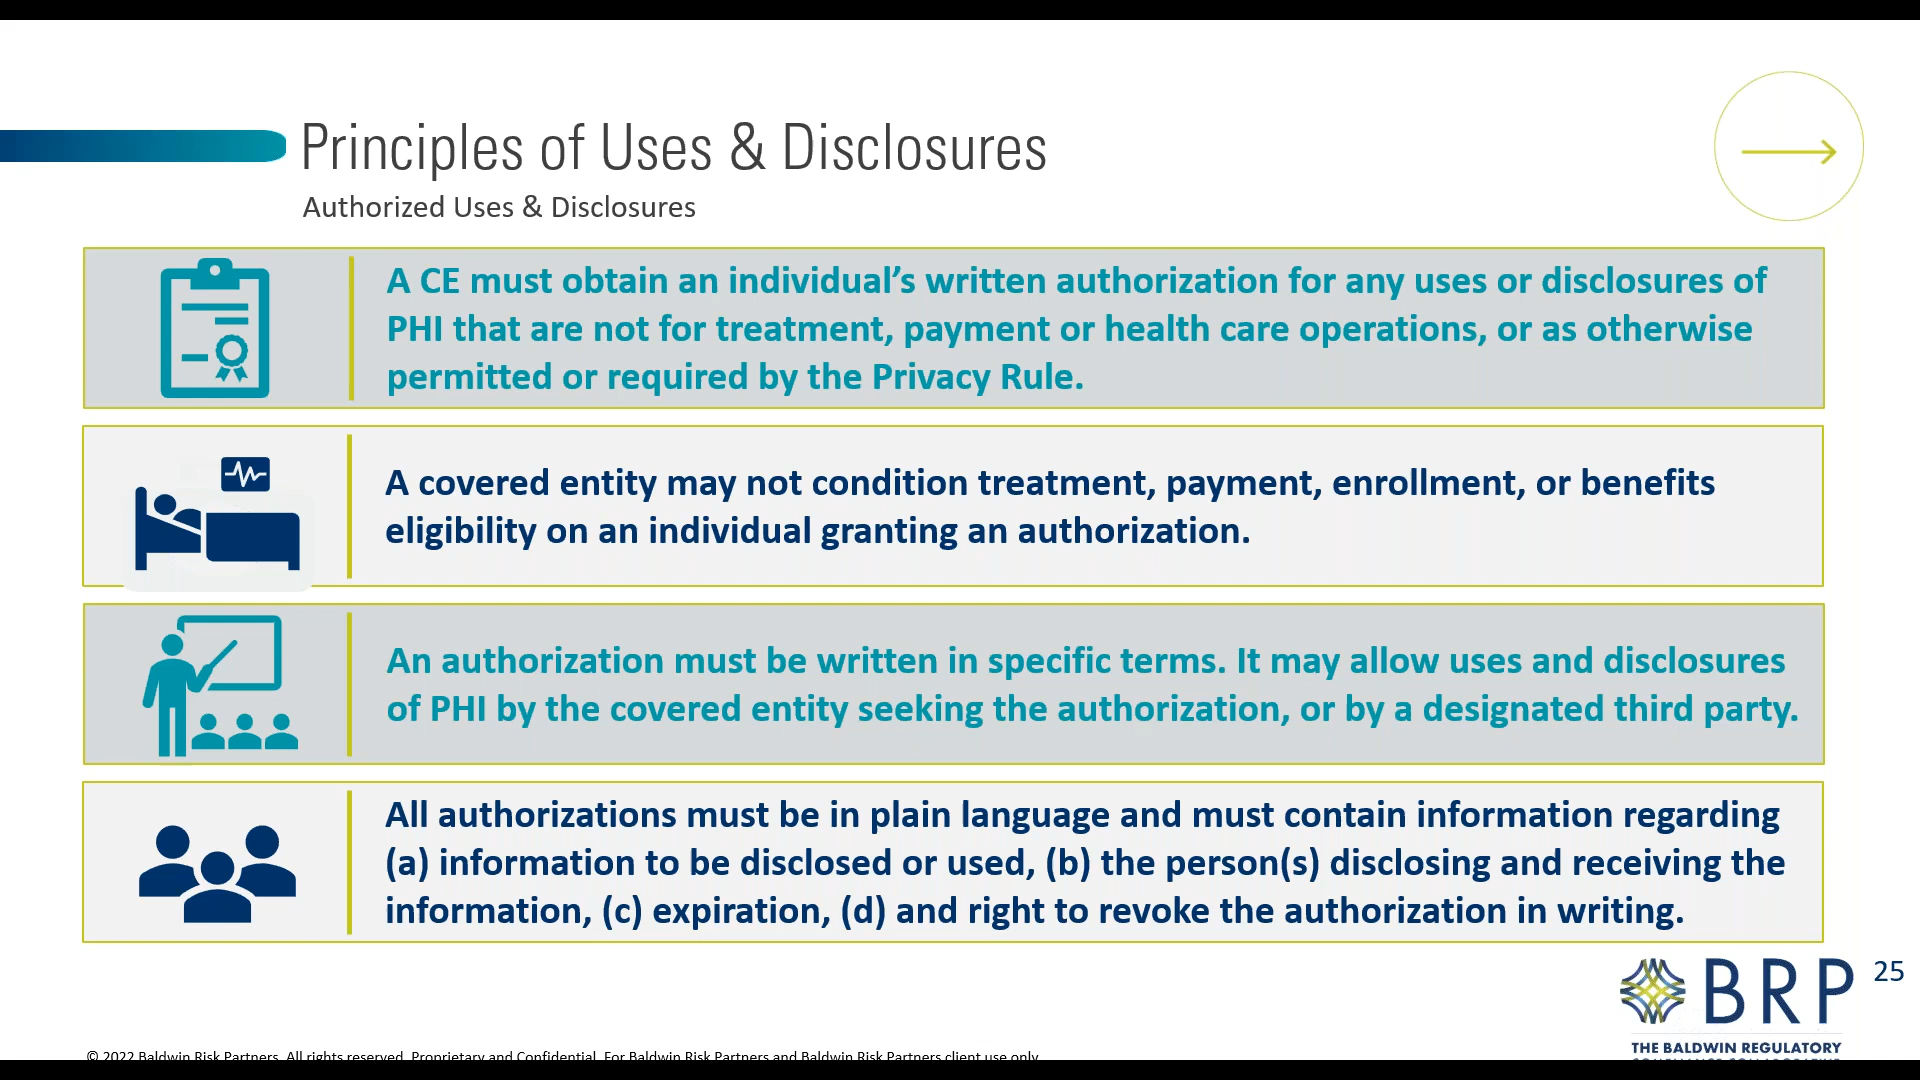 Principles of Uses & Disclosures
Authorized Uses & Disclosures
A CE must obtain an individual’s written authorization for any uses or disclosures of
PHI that are not for treatment, payment or health care operations, or as otherwise
permitted or required by the Privacy Rule.
A covered entity may not condition treatment, payment, enrollment, or benefits
eligibility on an individual granting an authorization.
An authorization must be written in specific terms. It may allow uses and disclosures
of PHI by the covered entity seeking the authorization, or by a designated third party.
All authorizations must be in plain language and must contain information regarding
(a) information to be disclosed or used, (b) the person(s) disclosing and receiving the
information, (c) expiration, (d) and right to revoke the authorization in writing.
BRP
25
THE BALDWIN REGULATORY
© 2022 Baldwin Risk Partners. All rights reserved. Proprietary and Confidential. For Baldwin Risk Partners and Baldwin Risk Partners client use only